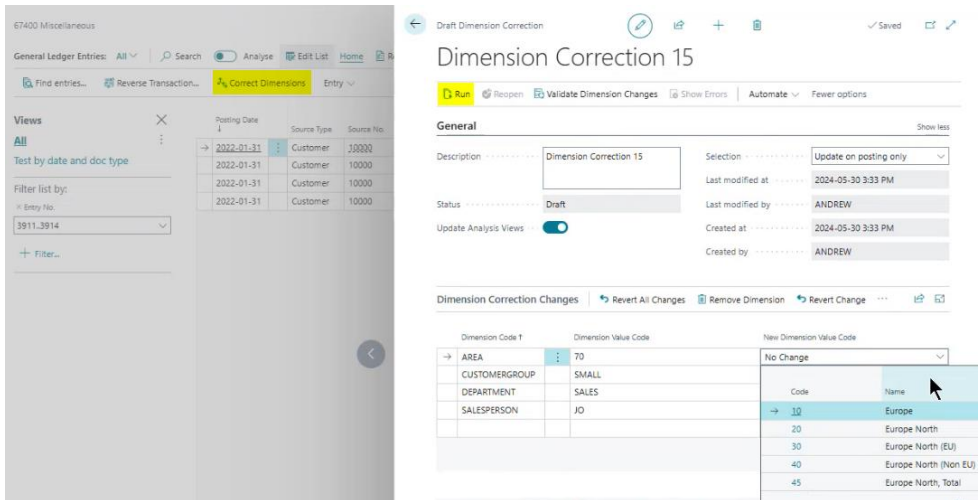 67400 Miscellaneous
General Ledger Entries: All Search Analyse Edit List Home
Find entries... Reverse Transaction... Correct Dimensions Entry
Views
All
Test by date and doc type
Filter list by:
× Entry No.
3911..3914
+ Filter...
Posting Date ↓ Source Type Source No.
→ 2022-01-31 Customer 10000
2022-01-31 Customer 10000
2022-01-31 Customer 10000
2022-01-31 Customer 10000
Draft Dimension Correction Saved
Dimension Correction 15
Run Reopen Validate Dimension Changes Show Errors Automate Fewer options
General Show less
Description Dimension Correction 15 Selection Update on posting only
Last modified at 2024-05-30 3:33 PM
Status Draft Last modified by ANDREW
Update Analysis Views Created at 2024-05-30 3:33 PM
Created by ANDREW
Dimension Correction Changes Revert All Changes Remove Dimension Revert Change ...
Dimension Code ↑ Dimension Value Code New Dimension Value Code
→ AREA 70 No Change
CUSTOMERGROUP SMALL
DEPARTMENT SALES
SALESPERSON JO
Code Name
→ 10 Europe
20 Europe North
30 Europe North (EU)
40 Europe North (Non EU)
45 Europe North, Total